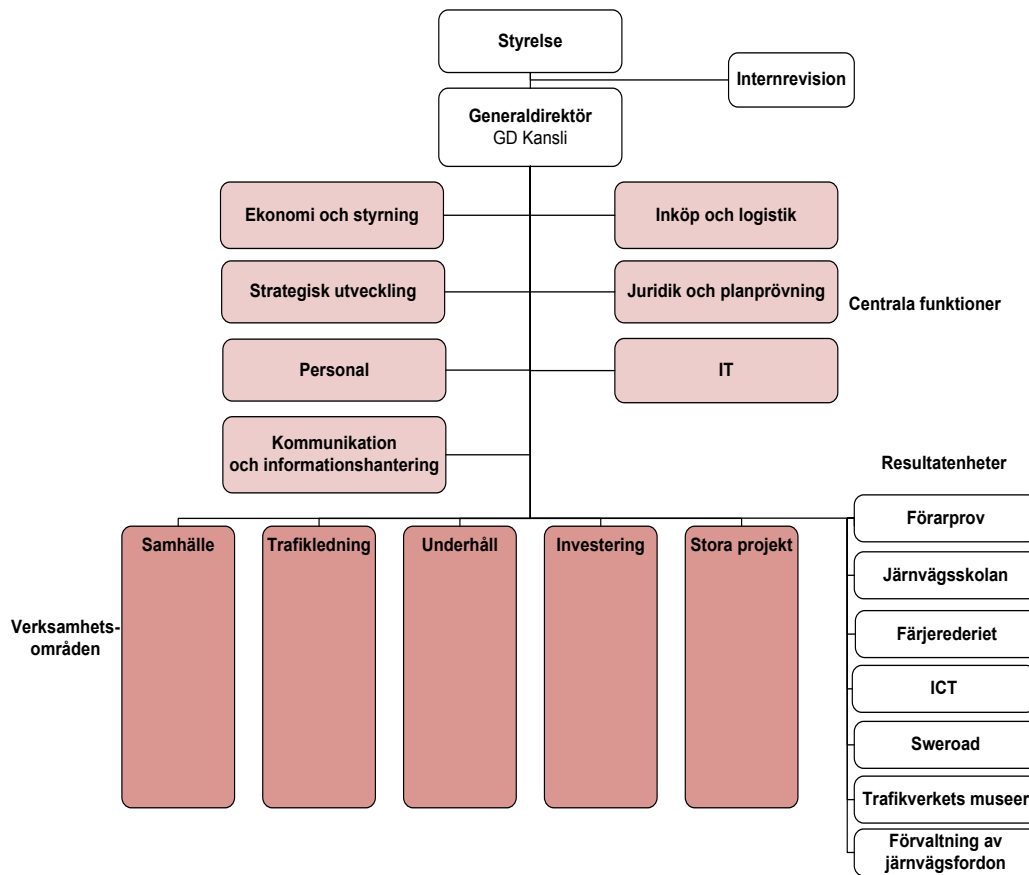 Styrelse
Internrevision
Generaldirektör
GD Kansli
Ekonomi och styrning
Inköp och logistik
Strategisk utveckling
Juridik och planprövning
Centrala funktioner
Personal
IT
Kommunikation
och informationshantering
Resultatenheter
Samhälle
Trafikledning
Underhåll
Investering
Stora projekt
Verksamhets-
områden
Förarprov
Järnvägsskolan
Färjerederiet
ICT
Sweroad
Trafikverkets museer
Förvaltning av
järnvägsfordon